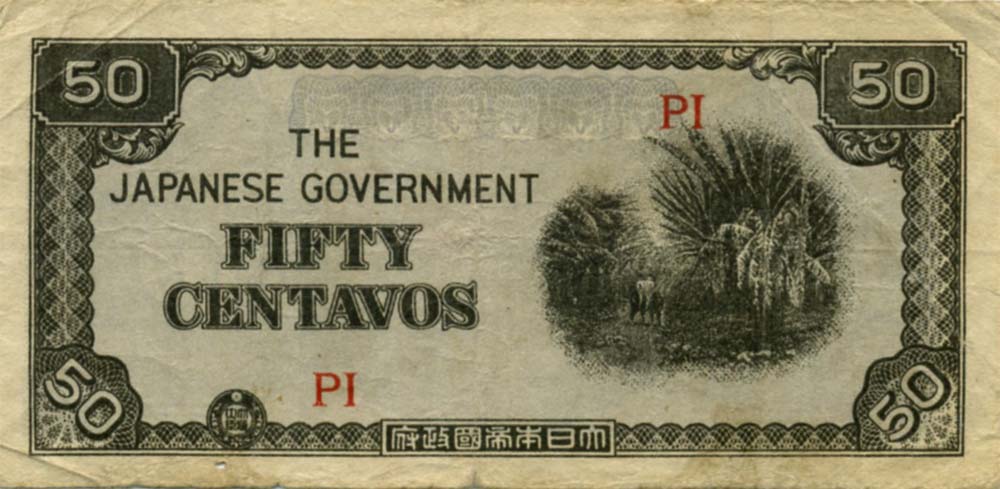 50
50
PI
THE
JAPANESE GOVERNMENT
FIFTY
CENTAVOS
PI
50
50
大日本帝國政府